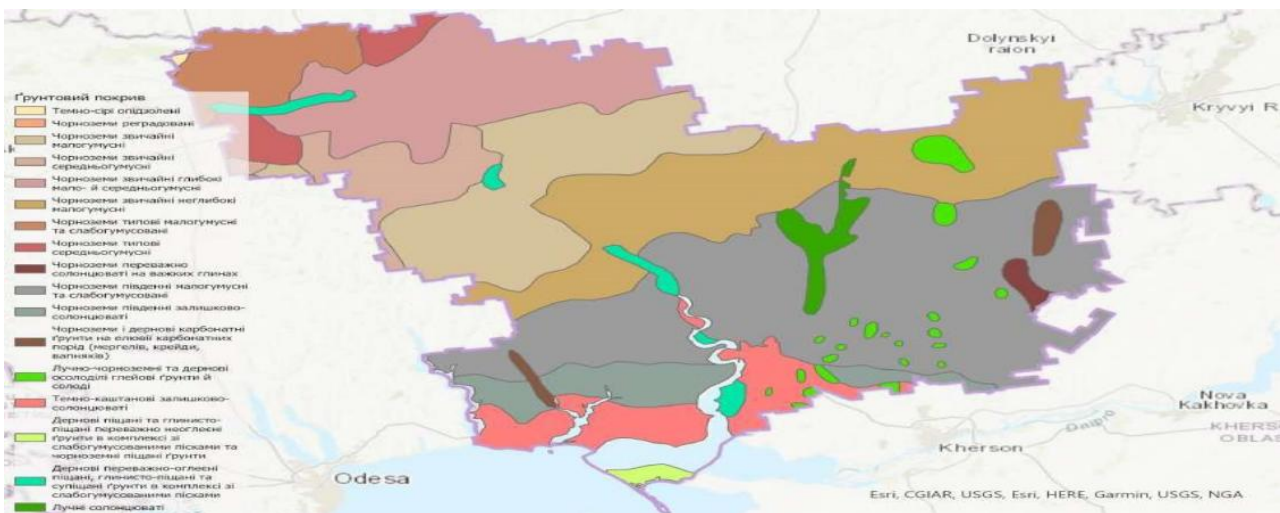 Dolynskyi
raion
Kryvyi R
Ґрунтовий покрив
Темно-сірі опідзолені
Чорноземи реградовані
Чорноземи звичайні
малогумусні
Чорноземи звичайні
середньогумусні
Чорноземи звичайні глибокі
мало- й середньогумусні
Чорноземи звичайні неглибокі
малогумусні
Чорноземи типові малогумусні
та слабогумусовані
Чорноземи типові
середньогумусні
Чорноземи переважно
солонцюваті на важких глинах
Чорноземи південні малогумусні
та слабогумусовані
Чорноземи південні залишково-
солонцюваті
Чорноземи і дернові карбонатні
ґрунти на елювії карбонатних
порід (мергелів, крейди,
вапняків)
Лучно-чорноземні та дернові
осолоділі глейові ґрунти й
солоді
Темно-каштанові залишково-
солонцюваті
Дернові піщані та глинисто-
піщані переважно неоглеєні
ґрунти в комплексі зі
слабогумусованими пісками та
чорноземні піщані ґрунти
Дернові переважно-оглеєні
піщані, глинисто-піщані та
супіщані ґрунти в комплексі зі
слабогумусованими пісками
Лучні солонцюваті
Nova
Kakhovka
Dnipro
KHERS
OBLAS
Kherson
Odesa
Esri, CGIAR, USGS, Esri, HERE, Garmin, USGS, NGA